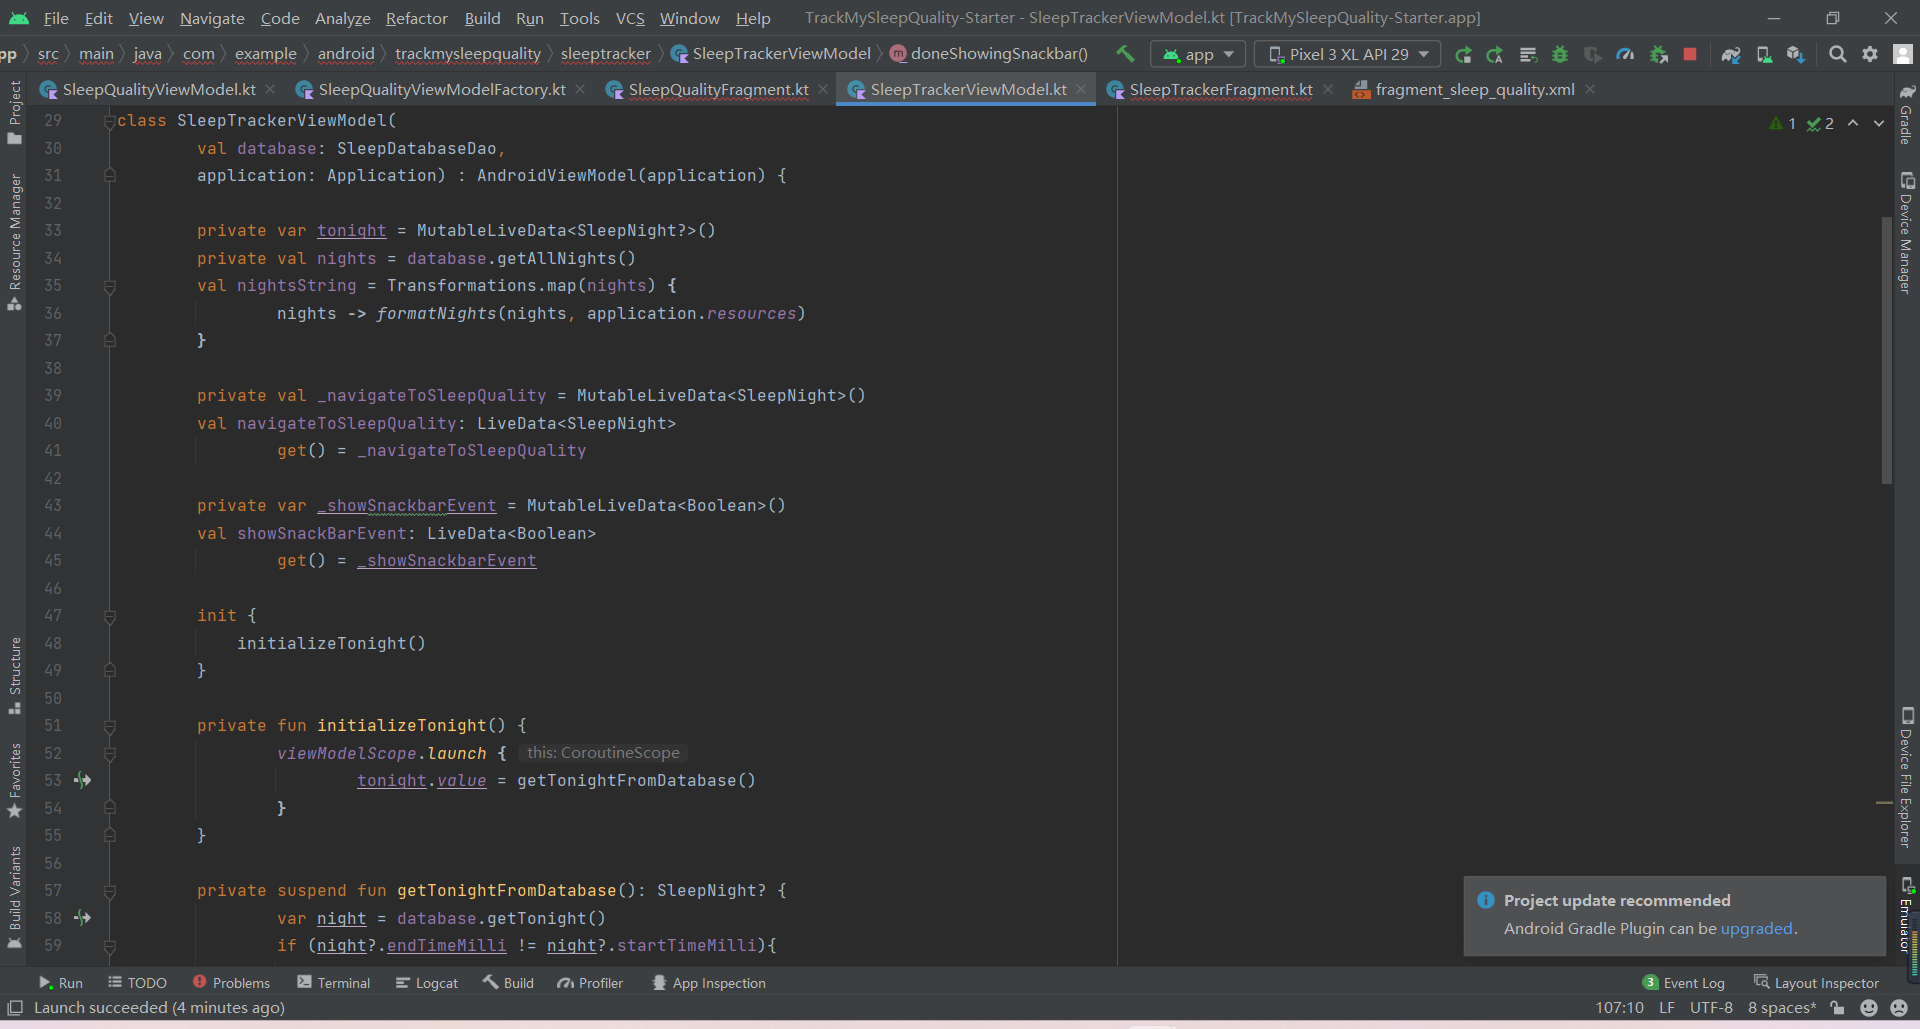 File Edit View Navigate Code Analyze Refactor Build Run Tools VCS Window Help TrackMySleepQuality-Starter - SleepTrackerViewModel.kt [TrackMySleepQuality-Starter.app]
pp src main java com example android trackmysleepquality sleeptracker SleepTrackerViewModel doneShowingSnackbar() app Pixel 3 XL API 29
SleepQualityViewModel.kt SleepQualityViewModelFactory.kt SleepQualityFragment.kt SleepTrackerViewModel.kt SleepTrackerFragment.kt fragment_sleep_quality.xml
Project
Resource Manager
Structure
Favorites
Build Variants
1 2
29 class SleepTrackerViewModel(
30 val database: SleepDatabaseDao,
31 application: Application) : AndroidViewModel(application) {
32
33 private var tonight = MutableLiveData<SleepNight?>()
34 private val nights = database.getAllNights()
35 val nightsString = Transformations.map(nights) {
36 nights -> formatNights(nights, application.resources)
37 }
38
39 private val _navigateToSleepQuality = MutableLiveData<SleepNight>()
40 val navigateToSleepQuality: LiveData<SleepNight>
41 get() = _navigateToSleepQuality
42
43 private var _showSnackbarEvent = MutableLiveData<Boolean>()
44 val showSnackBarEvent: LiveData<Boolean>
45 get() = _showSnackbarEvent
46
47 init {
48 initializeTonight()
49 }
50
51 private fun initializeTonight() {
52 viewModelScope.launch { this: CoroutineScope
53 tonight.value = getTonightFromDatabase()
54 }
55 }
56
57 private suspend fun getTonightFromDatabase(): SleepNight? {
58 var night = database.getTonight()
59 if (night?.endTimeMilli != night?.startTimeMilli){
Gradle
Device Manager
Device File Explorer
Emulator
Project update recommended
Android Gradle Plugin can be upgraded.
Run TODO Problems Terminal Logcat Build Profiler App Inspection 3 Event Log Layout Inspector
Launch succeeded (4 minutes ago) 107:10 LF UTF-8 8 spaces*